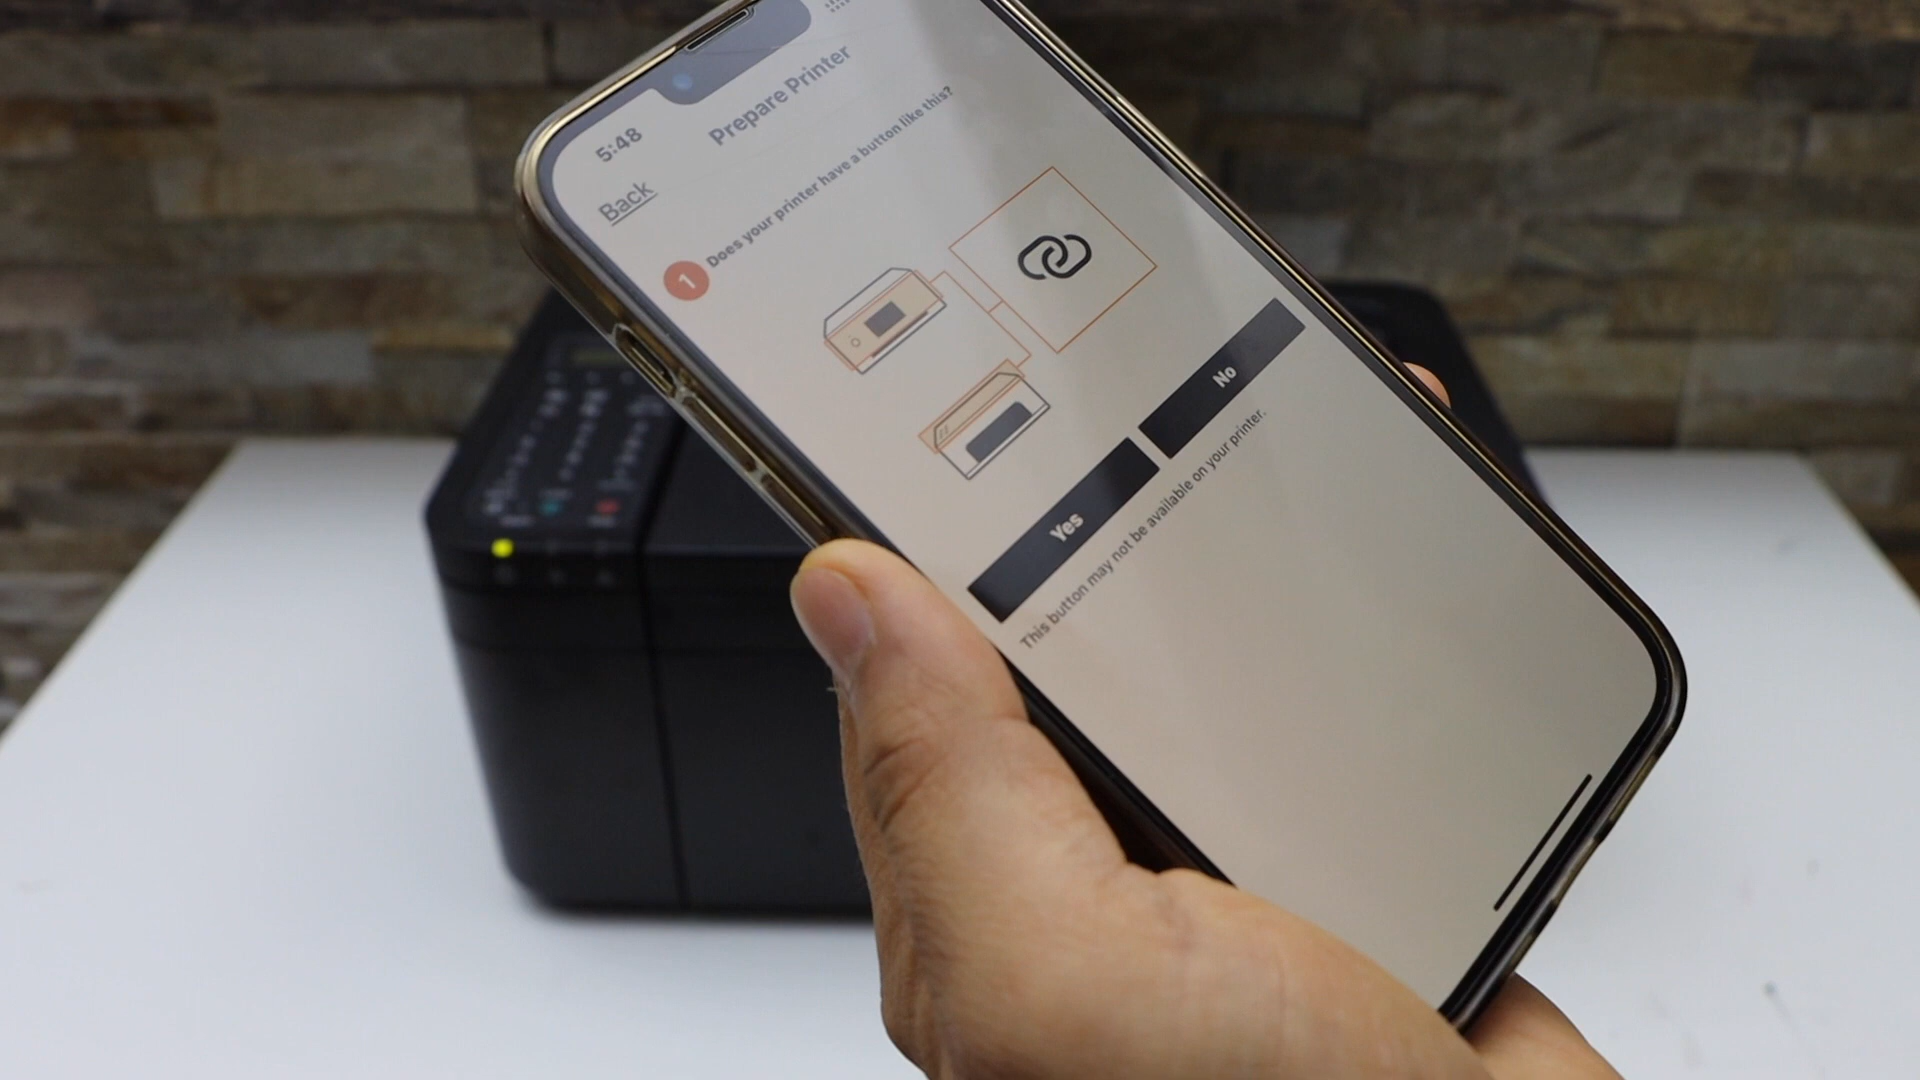 5:48
Prepare Printer
Back
1 Does your printer have a button like this?
Yes
No
This button may not be available on your printer.